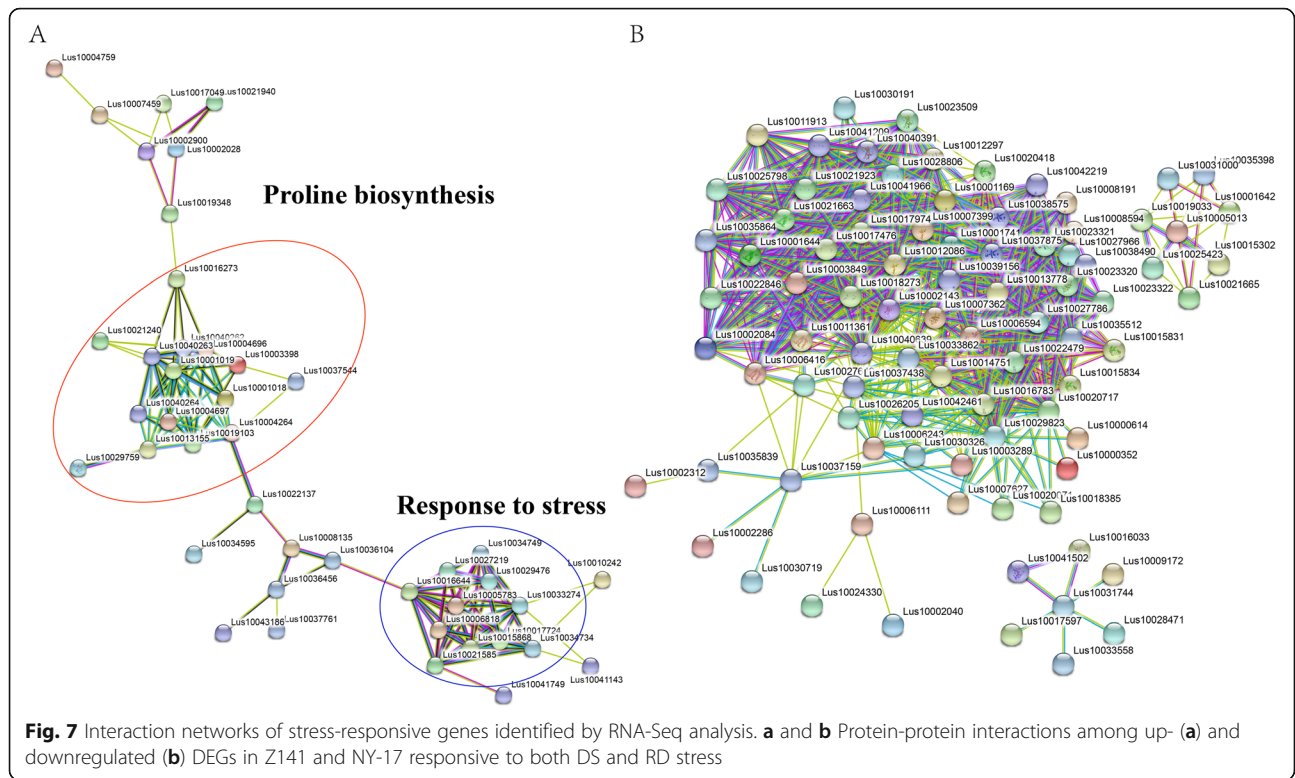 A
B
Lus10004759
Lus10007459
Lus10017049
Lus10021940
Lus10002900
Lus10002028
Lus10019348
Proline biosynthesis
Lus10016273
Lus10021240
Lus10040263
Lus10004696
Lus10001019
Lus10003398
Lus10037544
Lus10001018
Lus10040264
Lus10004697
Lus10004264
Lus10019103
Lus10013155
Lus10029759
Lus10022137
Response to stress
Lus10034595
Lus10008135
Lus10036104
Lus10036456
Lus10043186
Lus10037761
Lus10034749
Lus10027219
Lus10029476
Lus10010242
Lus10016644
Lus10005783
Lus10033274
Lus10006818
Lus10017724
Lus10015868
Lus10034734
Lus10021585
Lus10041143
Lus10041749
Lus10030191
Lus10023509
Lus10011913
Lus10041209
Lus10040391
Lus10012297
Lus10028806
Lus10020418
Lus10025798
Lus10021923
Lus10042219
Lus10041966
Lus10001169
Lus10008191
Lus10021663
Lus10038575
Lus10017974
Lus10007399
Lus10008594
Lus10035864
Lus10001741
Lus10023321
Lus10017476
Lus10037875
Lus10027966
Lus10001644
Lus10012086
Lus10038490
Lus10003849
Lus10039156
Lus10023320
Lus10022846
Lus10018273
Lus10013778
Lus10002143
Lus10007362
Lus10027786
Lus10002084
Lus10011361
Lus10006594
Lus10035512
Lus10033862
Lus10022479
Lus10015831
Lus10006416
Lus10037438
Lus10014751
Lus10015834
Lus10016783
Lus10026205
Lus10042461
Lus10020717
Lus10029823
Lus10006243
Lus10030326
Lus10000614
Lus10035839
Lus10003289
Lus10000352
Lus10002312
Lus10037159
Lus10007627
Lus10018385
Lus10002286
Lus10006111
Lus10030719
Lus10024330
Lus10002040
Lus10031000
Lus10035398
Lus10001642
Lus10019033
Lus10005013
Lus10015302
Lus10025423
Lus10023322
Lus10021665
Lus10016033
Lus10041502
Lus10009172
Lus10031744
Lus10017597
Lus10028471
Lus10033558
Fig. 7 Interaction networks of stress-responsive genes identified by RNA-Seq analysis. a and b Protein-protein interactions among up- (a) and
downregulated (b) DEGs in Z141 and NY-17 responsive to both DS and RD stress